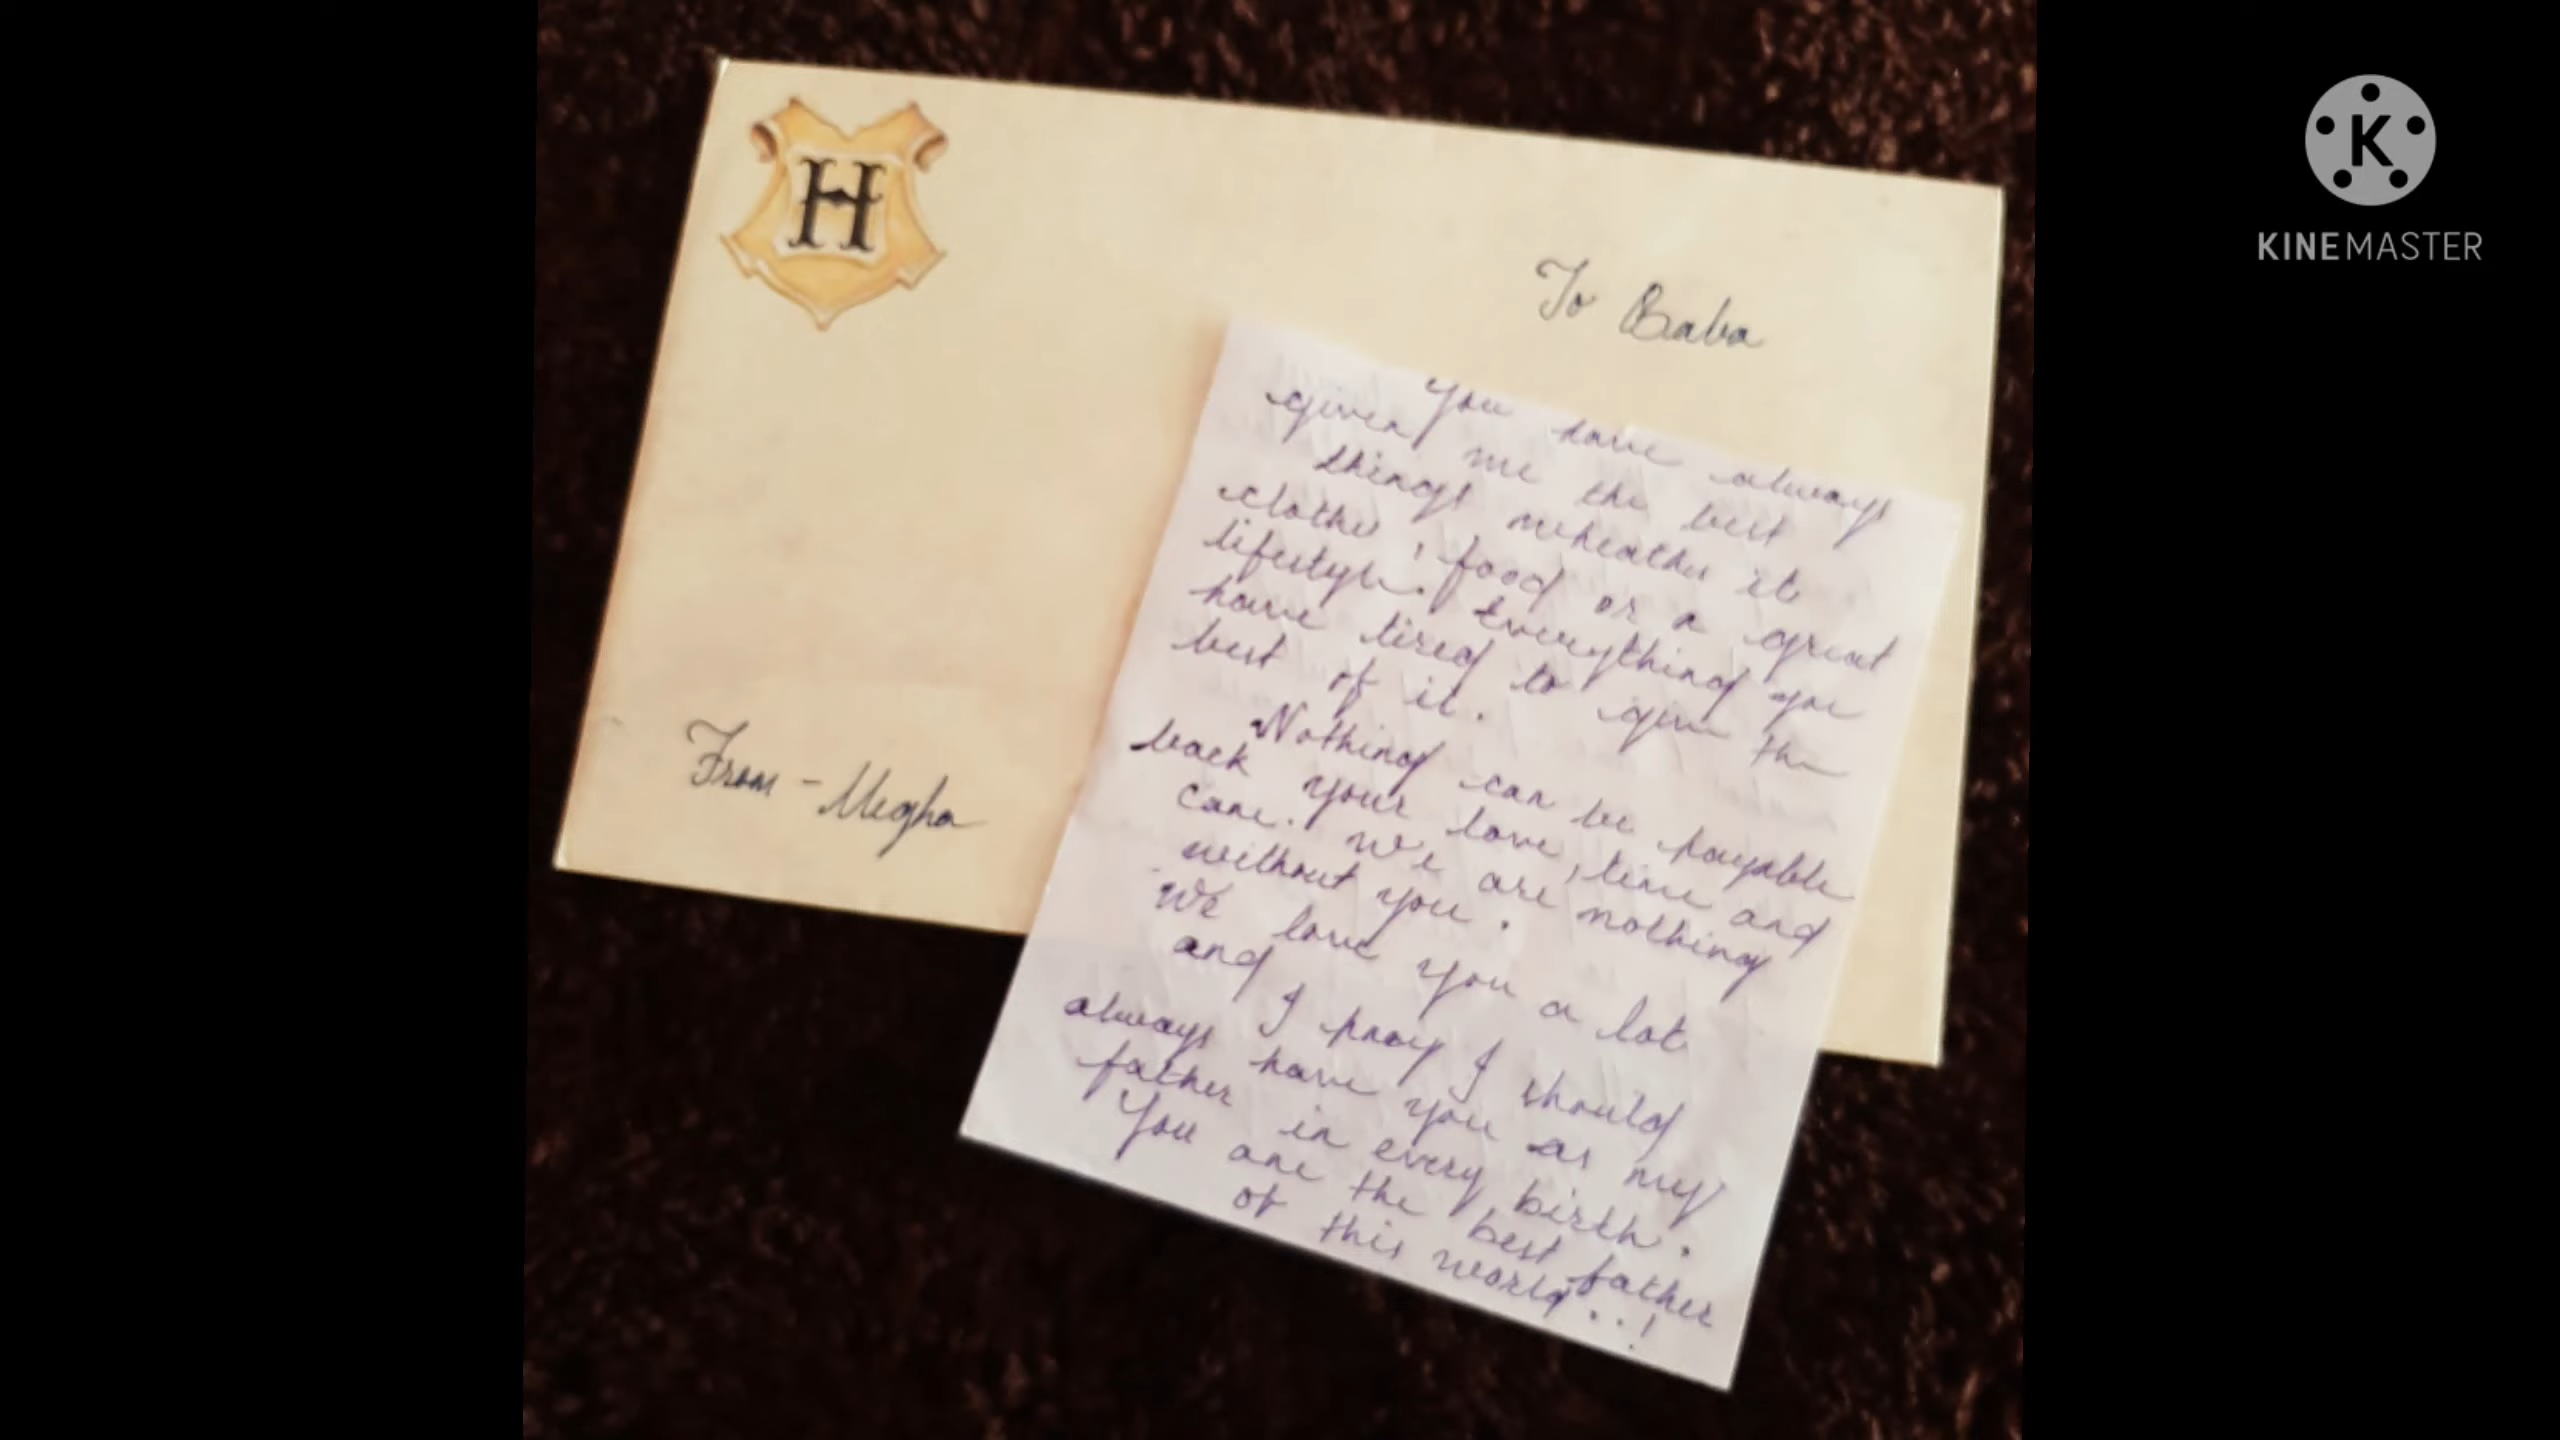 H
To Baba
From - Megha
You have always
given me the best
things wheather it
clothe, food or a great
lifestyle. Everything you
have tired to give the
best of it.
Nothing can be payable
back your love, time and
care. We are nothing
without you.
We love you a lot
and I pray I should
always have you as my
father in every birth.
You are the best father
of this world..!
K
KINEMASTER